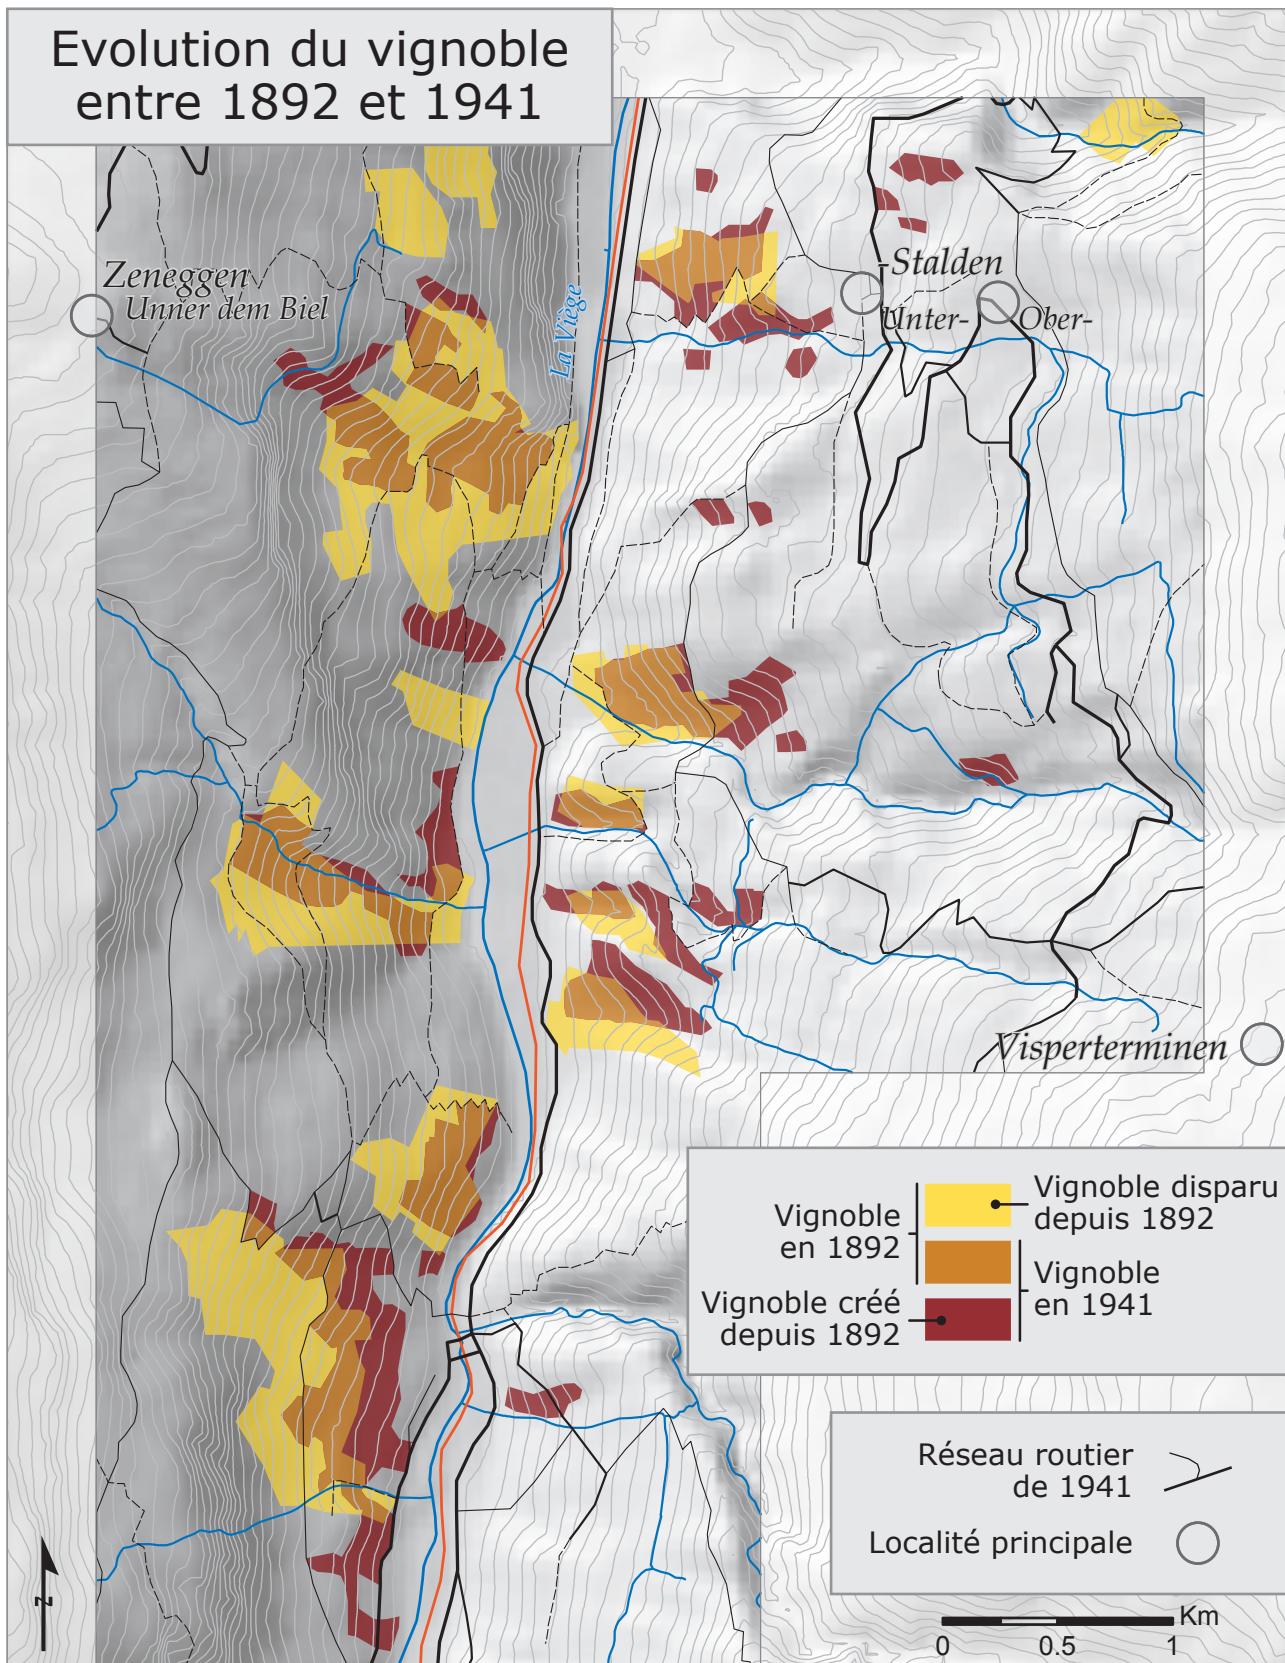 Evolution du vignoble
entre 1892 et 1941
Zeneggen
Unner dem Biel
La Viège
-Stalden
Unter-
Ober-
Visperterminen
Vignoble
en 1892
Vignoble disparu
depuis 1892
Vignoble
en 1941
Vignoble créé
depuis 1892
Réseau routier
de 1941
Localité principale
Km
0 0.5 1
z